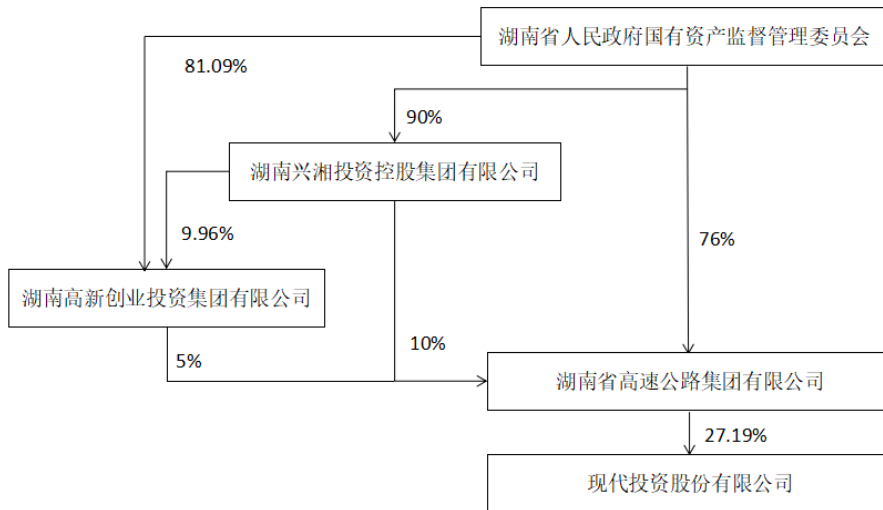 湖南省人民政府国有资产监督管理委员会
81.09%
90%
湖南兴湘投资控股集团有限公司
9.96%
76%
湖南高新创业投资集团有限公司
5%
10%
湖南省高速公路集团有限公司
27.19%
现代投资股份有限公司